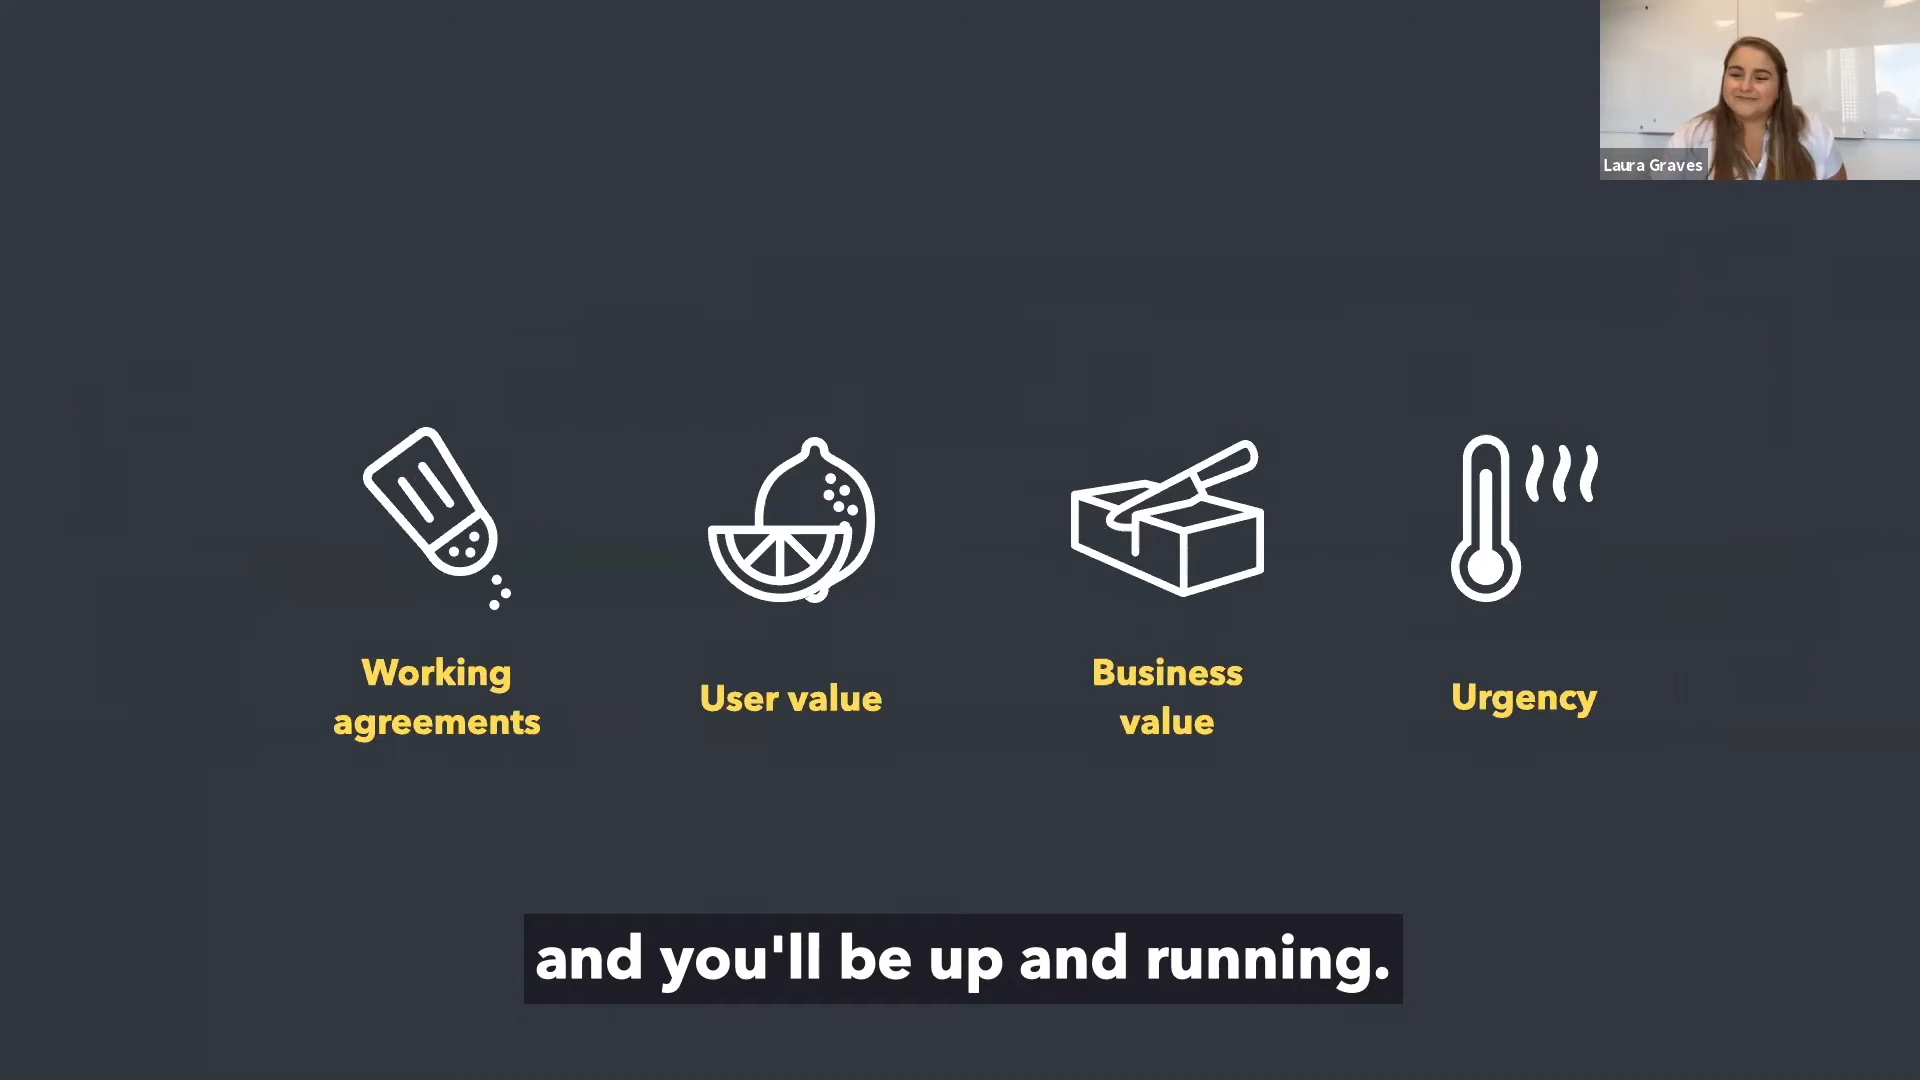 Laura Graves
Working
agreements
User value
Business
value
Urgency
and you'll be up and running.